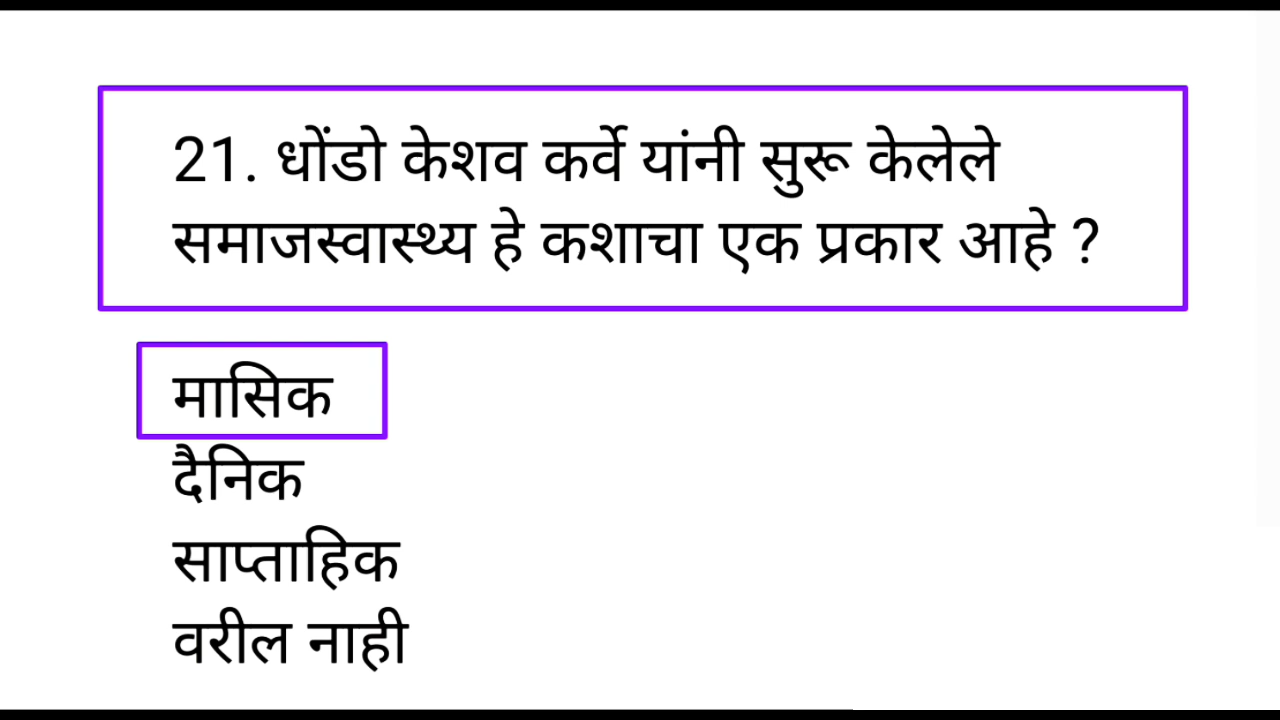 21. धोंडो केशव कर्वे यांनी सुरू केलेले
समाजस्वास्थ्य हे कशाचा एक प्रकार आहे ?
मासिक
दैनिक
साप्ताहिक
वरील नाही